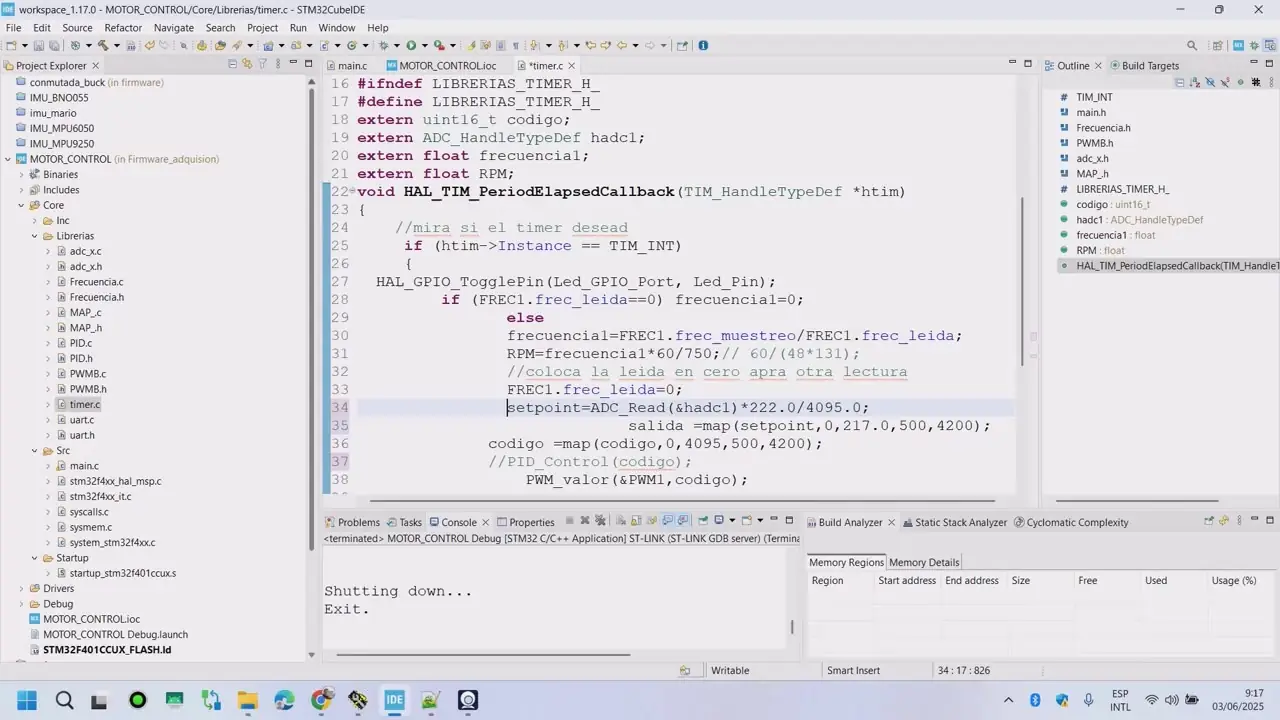 workspace_1.17.0 - MOTOR_CONTROL/Core/Librerias/timer.c - STM32CubeIDE
File Edit Source Refactor Navigate Search Project Run Window Help
Project Explorer
conmutada_buck (in firmware)
IMU_BNO055
imu_mario
IMU_MPU6050
IMU_MPU9250
MOTOR_CONTROL (in Firmware_adquision)
Binaries
Includes
Core
Inc
Librerias
adc_x.c
adc_x.h
Frecuencia.c
Frecuencia.h
MAP_.c
MAP_.h
PID.c
PID.h
PWMB.c
PWMB.h
timer.c
uart.c
uart.h
Src
main.c
stm32f4xx_hal_msp.c
stm32f4xx_it.c
syscalls.c
sysmem.c
system_stm32f4xx.c
Startup
startup_stm32f401ccux.s
Drivers
Debug
MOTOR_CONTROL.ioc
MOTOR_CONTROL Debug.launch
STM32F401CCUX_FLASH.ld
main.c MOTOR_CONTROL.ioc *timer.c
16 #ifndef LIBRERIAS_TIMER_H_
17 #define LIBRERIAS_TIMER_H_
18 extern uint16_t codigo;
19 extern ADC_HandleTypeDef hadc1;
20 extern float frecuencia1;
21 extern float RPM;
22 void HAL_TIM_PeriodElapsedCallback(TIM_HandleTypeDef *htim)
23 {
24 //mira si el timer desead
25 if (htim->Instance == TIM_INT)
26 {
27 HAL_GPIO_TogglePin(Led_GPIO_Port, Led_Pin);
28 if (FREC1.frec_leida==0) frecuencia1=0;
29 else
30 frecuencia1=FREC1.frec_muestreo/FREC1.frec_leida;
31 RPM=frecuencia1*60/750;// 60/(48*131);
32 //coloca la leida en cero apra otra lectura
33 FREC1.frec_leida=0;
34 setpoint=ADC_Read(&hadc1)*222.0/4095.0;
35 salida =map(setpoint,0,217.0,500,4200);
36 codigo =map(codigo,0,4095,500,4200);
37 //PID_Control(codigo);
38 PWM_valor(&PWM1,codigo);
Outline Build Targets
TIM_INT
main.h
Frecuencia.h
PWMB.h
adc_x.h
MAP_.h
LIBRERIAS_TIMER_H_
codigo : uint16_t
hadc1 : ADC_HandleTypeDef
frecuencia1 : float
RPM : float
HAL_TIM_PeriodElapsedCallback(TIM_HandleT
Problems Tasks Console Properties
<terminated> MOTOR_CONTROL Debug [STM32 C/C++ Application] ST-LINK (ST-LINK GDB server) (Termina
Shutting down...
Exit.
Build Analyzer Static Stack Analyzer Cyclomatic Complexity
Memory Regions Memory Details
Region Start address End address Size Free Used Usage (%)
Writable Smart Insert 34 : 17 : 826
IDE
ESP
INTL
9:17
03/06/2025